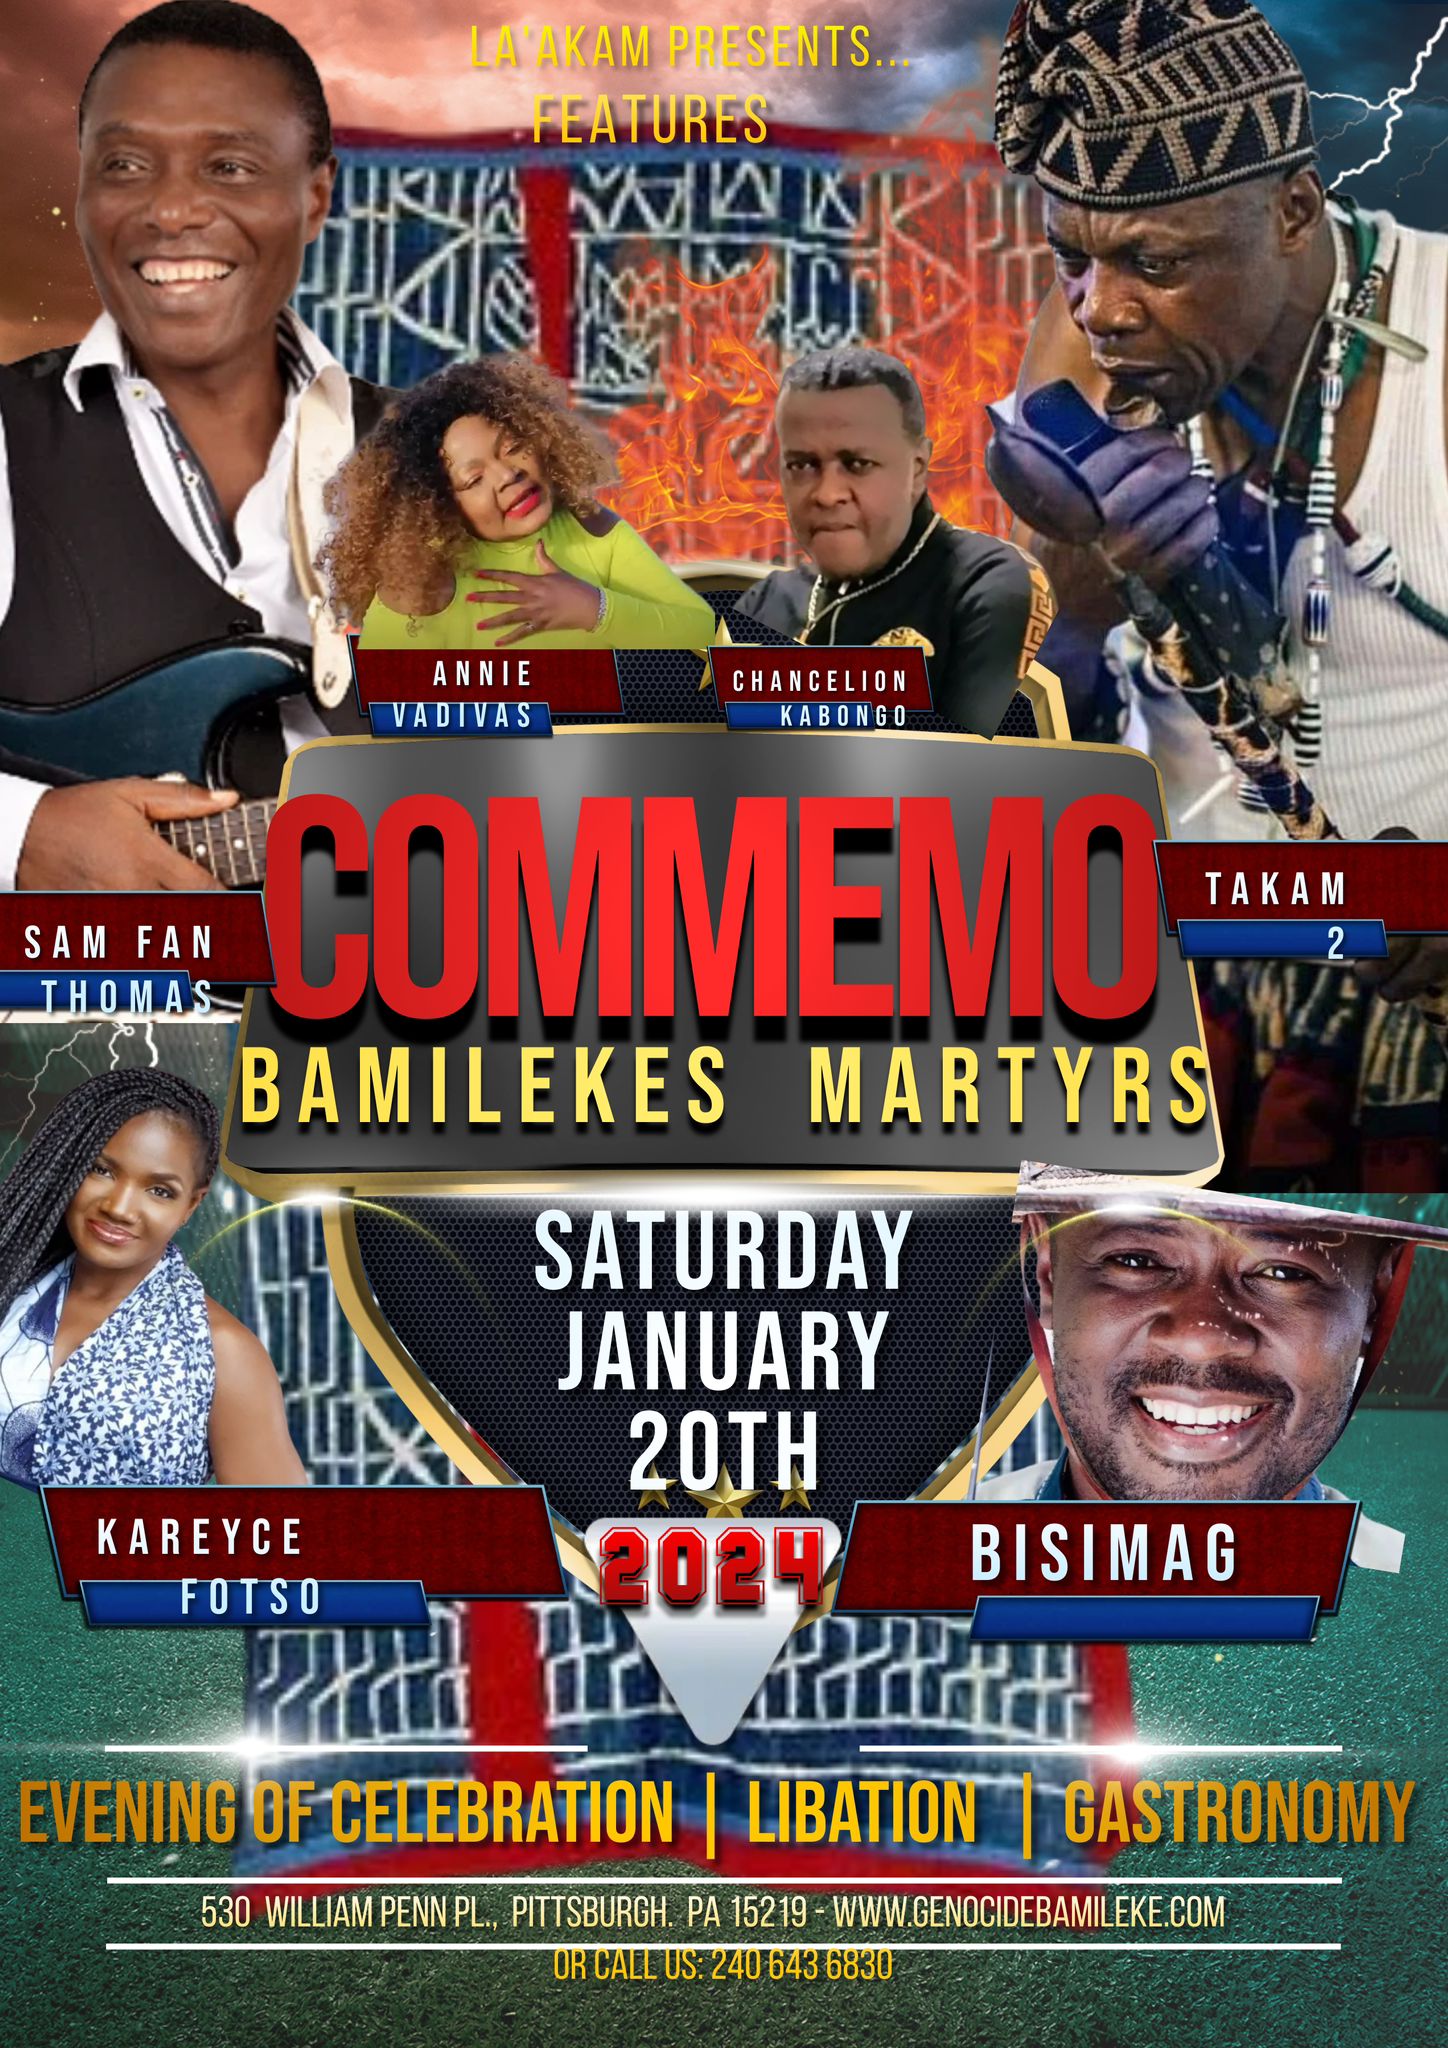 LA'AKAM PRESENTS...
FEATURES
ANNIE
VADIVAS
CHANCELION
KABONGO
SAM FAN
THOMAS
TAKAM
2
COMMEMO
BAMILEKES MARTYRS
SATURDAY
JANUARY
20TH
2024
KAREYCE
FOTSO
BISIMAG
EVENING OF CELEBRATION | LIBATION | GASTRONOMY
530 WILLIAM PENN PL., PITTSBURGH. PA 15219 - WWW.GENOCIDEBAMILEKE.COM
OR CALL US: 240 643 6830